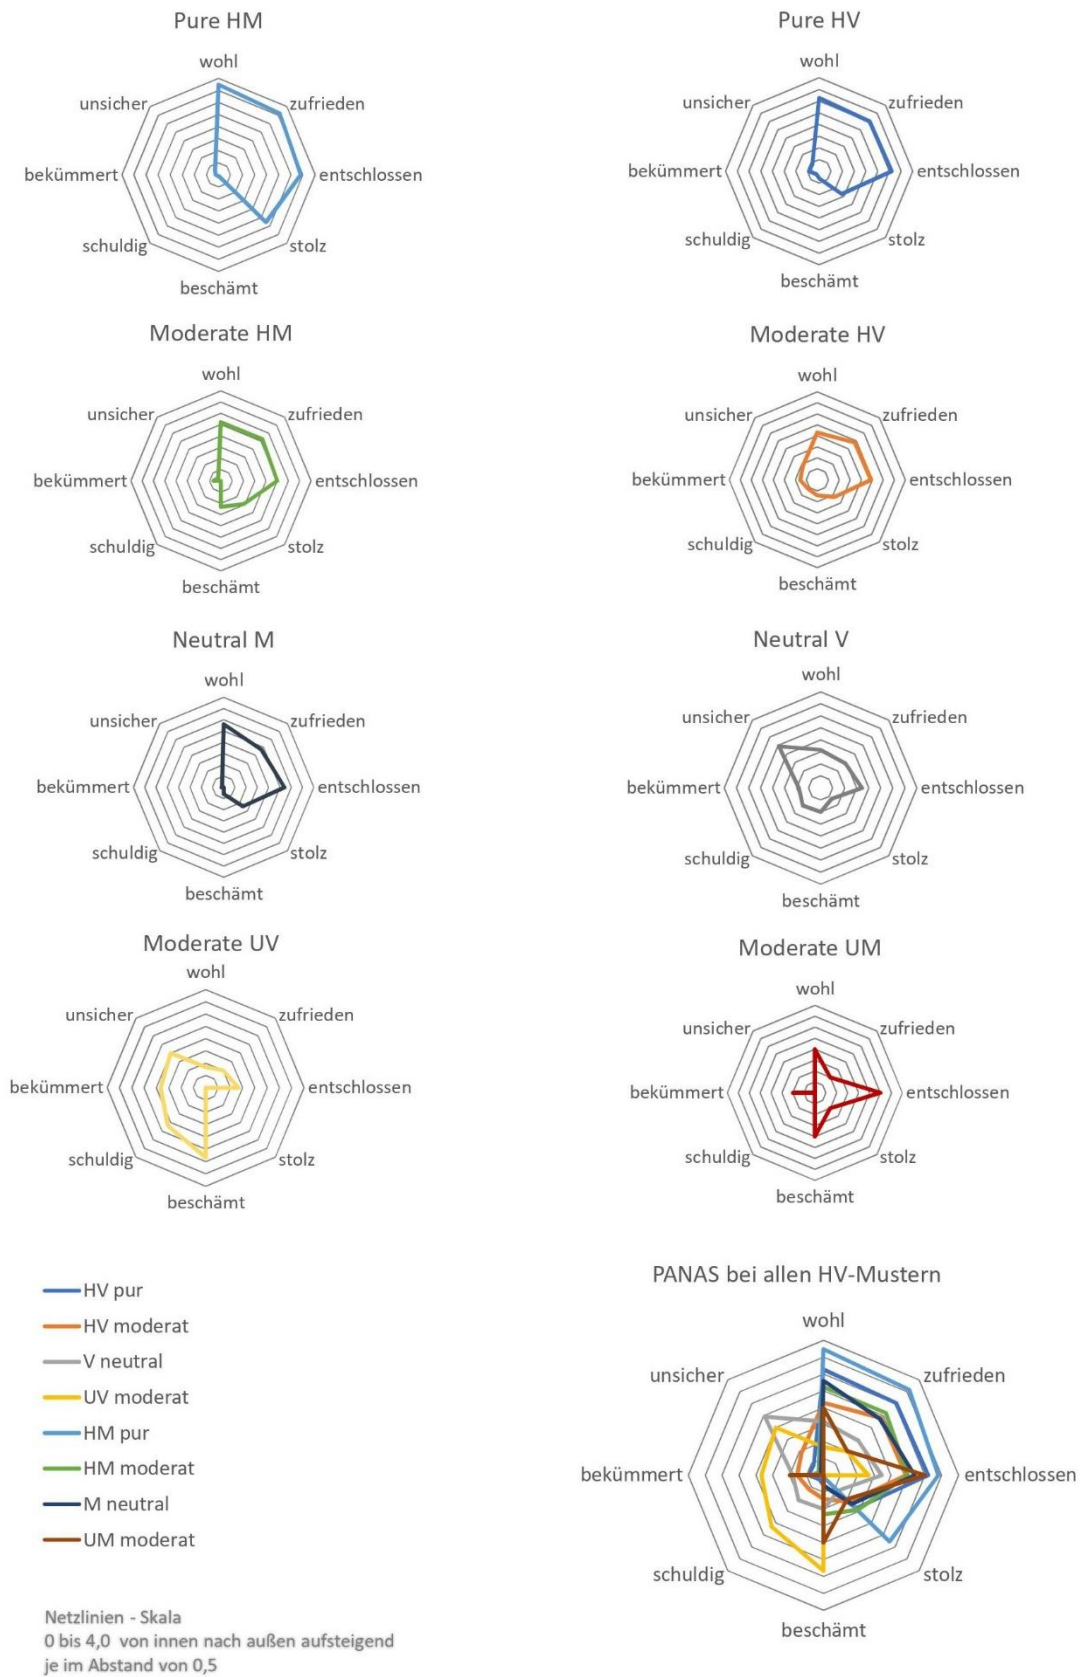 Pure HM
wohl
unsicher
zufrieden
bekümmert
entschlossen
schuldig
stolz
beschämt
Pure HV
wohl
unsicher
zufrieden
bekümmert
entschlossen
schuldig
stolz
beschämt
Moderate HM
wohl
unsicher
zufrieden
bekümmert
entschlossen
schuldig
stolz
beschämt
Moderate HV
wohl
unsicher
zufrieden
bekümmert
entschlossen
schuldig
stolz
beschämt
Neutral M
wohl
unsicher
zufrieden
bekümmert
entschlossen
schuldig
stolz
beschämt
Neutral V
wohl
unsicher
zufrieden
bekümmert
entschlossen
schuldig
stolz
beschämt
Moderate UV
wohl
unsicher
zufrieden
bekümmert
entschlossen
schuldig
stolz
beschämt
Moderate UM
wohl
unsicher
zufrieden
bekümmert
entschlossen
schuldig
stolz
beschämt
HV pur
HV moderat
V neutral
UV moderat
HM pur
HM moderat
M neutral
UM moderat
PANAS bei allen HV-Mustern
wohl
unsicher
zufrieden
bekümmert
entschlossen
schuldig
stolz
beschämt
Netzlinien - Skala
0 bis 4,0 von innen nach außen aufsteigend
je im Abstand von 0,5